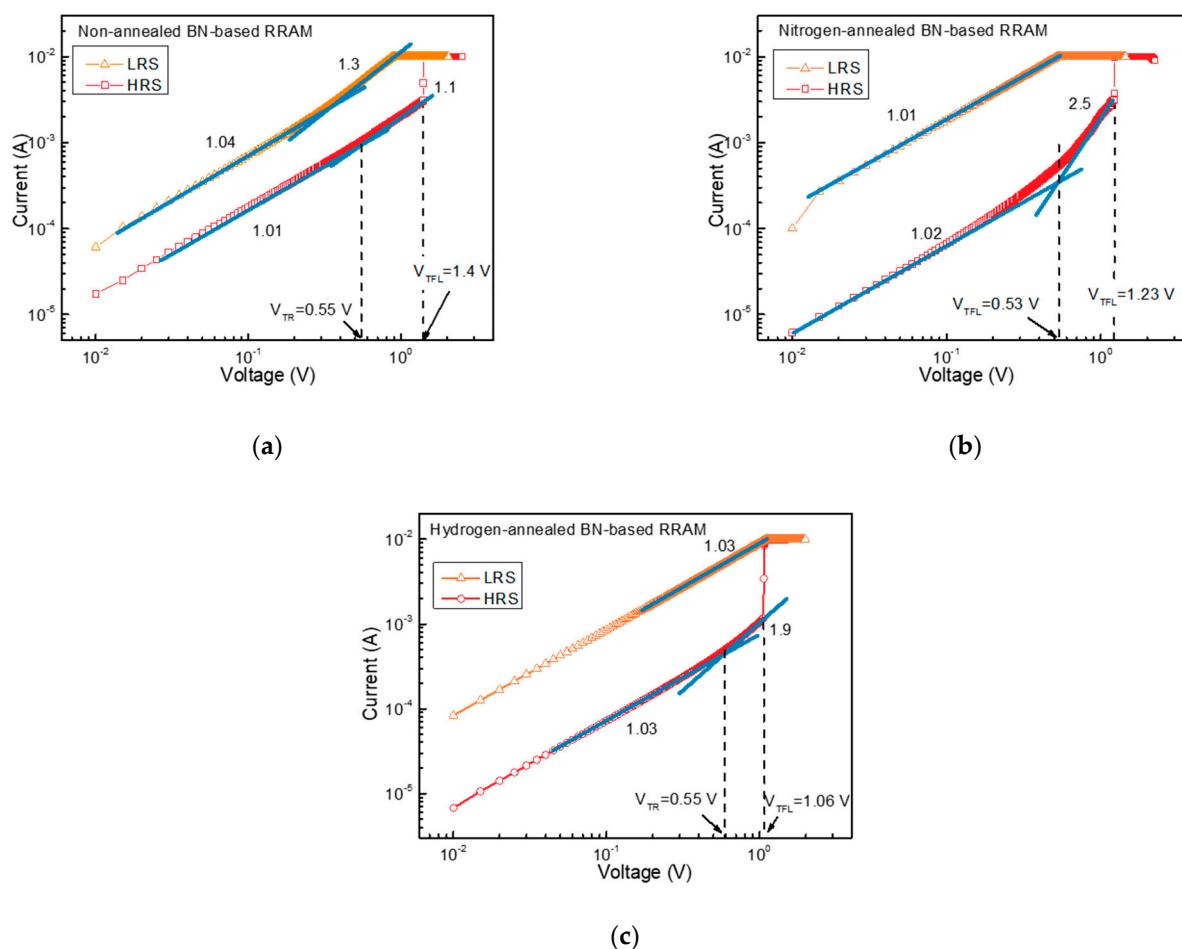 Non-annealed BN-based RRAM
LRS
HRS
1.3
1.1
1.04
1.01
V_TFL=1.4 V
V_TR=0.55 V
10^-2
10^-3
10^-4
10^-5
Current (A)
10^-2
10^-1
10^0
Voltage (V)
(a)
Nitrogen-annealed BN-based RRAM
LRS
HRS
2.5
1.01
1.02
V_TFL=0.53 V
V_TFL=1.23 V
10^-2
10^-3
10^-4
10^-5
Current (A)
10^-2
10^-1
10^0
Voltage (V)
(b)
Hydrogen-annealed BN-based RRAM
LRS
HRS
1.03
1.9
1.03
V_TR=0.55 V
V_TFL=1.06 V
10^-2
10^-3
10^-4
10^-5
Current (A)
10^-2
10^-1
10^0
Voltage (V)
(c)